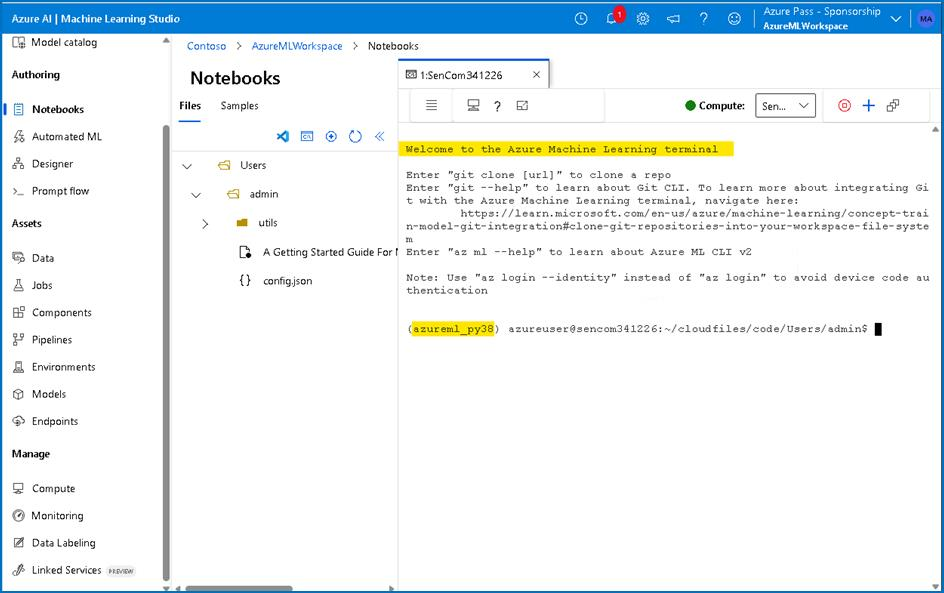 Azure AI | Machine Learning Studio
1
Azure Pass - Sponsorship
AzureMLWorkspace
MA
Model catalog
Authoring
Notebooks
Automated ML
Designer
Prompt flow
Assets
Data
Jobs
Components
Pipelines
Environments
Models
Endpoints
Manage
Compute
Monitoring
Data Labeling
Linked Services PREVIEW
Contoso > AzureMLWorkspace > Notebooks
Notebooks
Files Samples
Users
admin
utils
A Getting Started Guide For
config.json
1:SenCom341226
Compute: Sen...
Welcome to the Azure Machine Learning terminal
Enter "git clone [url]" to clone a repo
Enter "git --help" to learn about Git CLI. To learn more about integrating Gi
t with the Azure Machine Learning terminal, navigate here:
https://learn.microsoft.com/en-us/azure/machine-learning/concept-trai
n-model-git-integration#clone-git-repositories-into-your-workspace-file-syste
m
Enter "az ml --help" to learn about Azure ML CLI v2
Note: Use "az login --identity" instead of "az login" to avoid device code au
thentication
(azureml_py38) azureuser@sencom341226:~/cloudfiles/code/Users/admin$